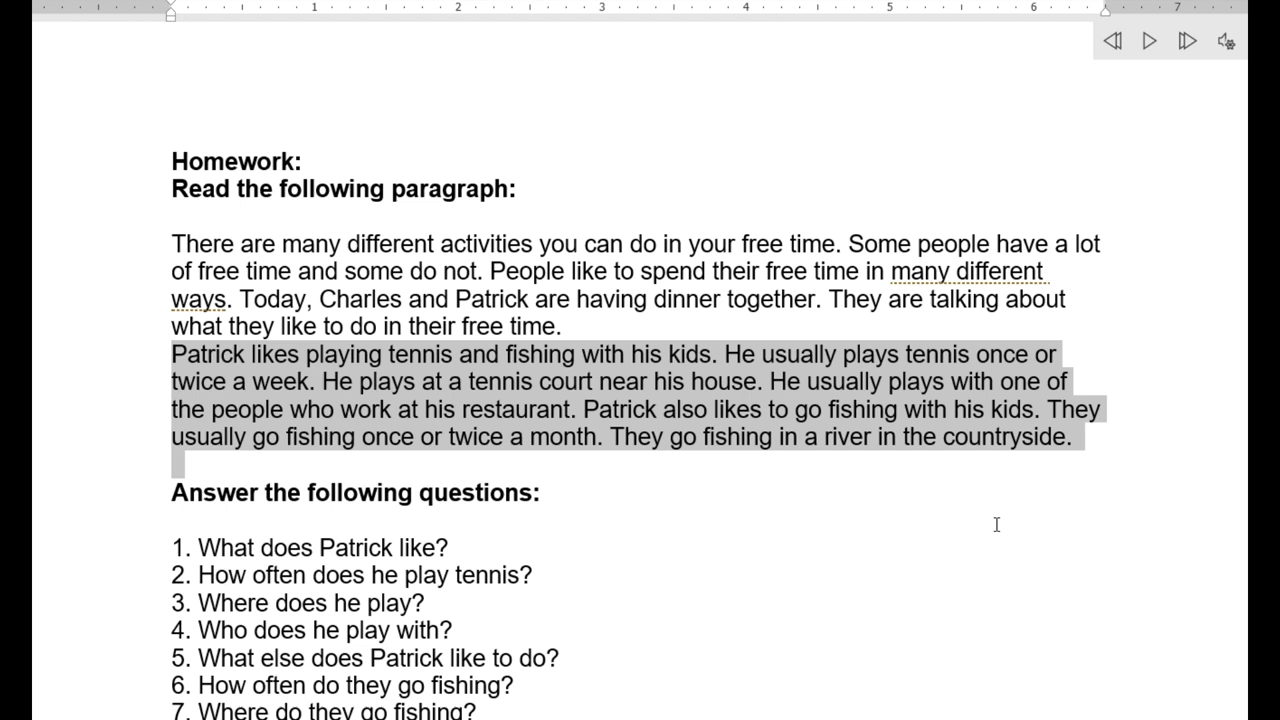 1 2 3 4 5 6 7
Homework:
Read the following paragraph:
There are many different activities you can do in your free time. Some people have a lot
of free time and some do not. People like to spend their free time in many different
ways. Today, Charles and Patrick are having dinner together. They are talking about
what they like to do in their free time.
Patrick likes playing tennis and fishing with his kids. He usually plays tennis once or
twice a week. He plays at a tennis court near his house. He usually plays with one of
the people who work at his restaurant. Patrick also likes to go fishing with his kids. They
usually go fishing once or twice a month. They go fishing in a river in the countryside.
Answer the following questions:
1. What does Patrick like?
2. How often does he play tennis?
3. Where does he play?
4. Who does he play with?
5. What else does Patrick like to do?
6. How often do they go fishing?
7. Where do they go fishing?